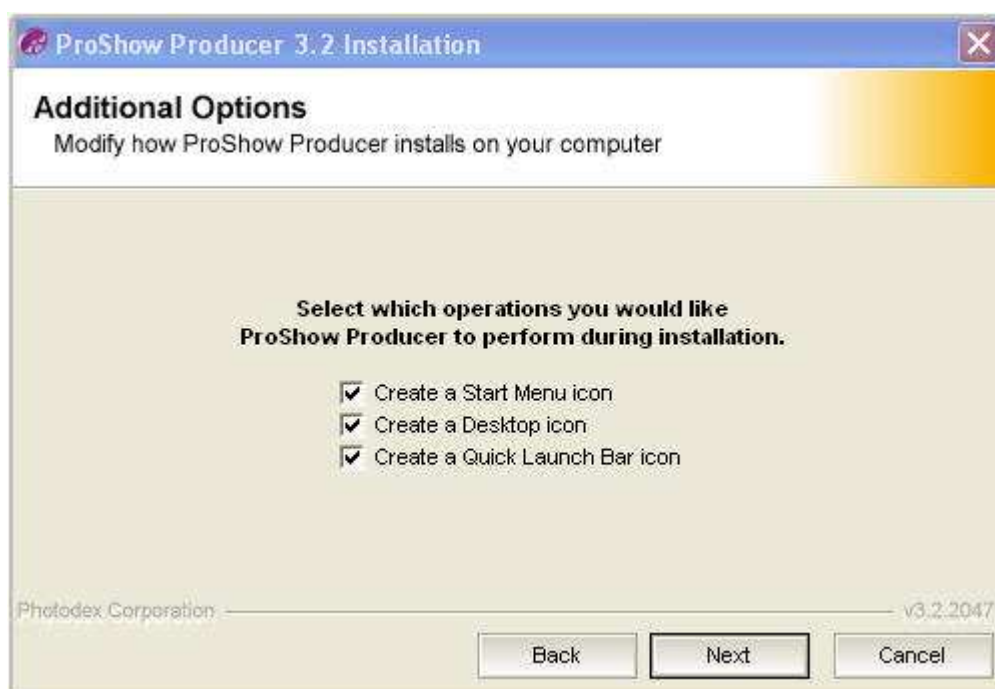 ProShow Producer 3.2 Installation
Additional Options
Modify how ProShow Producer installs on your computer
Select which operations you would like
ProShow Producer to perform during installation.
Create a Start Menu icon
Create a Desktop icon
Create a Quick Launch Bar icon
Photodex Corporation
v3.2.2047
Back
Next
Cancel